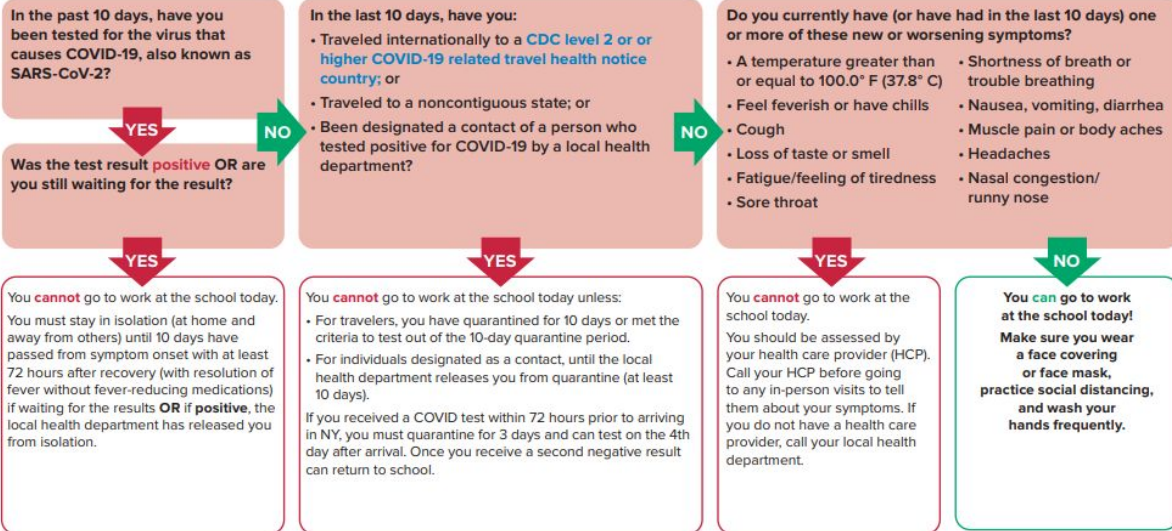 In the past 10 days, have you
been tested for the virus that
causes COVID-19, also known as
SARS-CoV-2?
YES
NO
Was the test result positive OR are
you still waiting for the result?
YES
You cannot go to work at the school today.
You must stay in isolation (at home and
away from others) until 10 days have
passed from symptom onset with at least
72 hours after recovery (with resolution of
fever without fever-reducing medications)
if waiting for the results OR if positive, the
local health department has released you
from isolation.
In the last 10 days, have you:
• Traveled internationally to a CDC level 2 or or
higher COVID-19 related travel health notice
country; or
• Traveled to a noncontiguous state; or
• Been designated a contact of a person who
tested positive for COVID-19 by a local health
department?
NO
YES
You cannot go to work at the school today unless:
• For travelers, you have quarantined for 10 days or met the
criteria to test out of the 10-day quarantine period.
• For individuals designated as a contact, until the local
health department releases you from quarantine (at least
10 days).
If you received a COVID test within 72 hours prior to arriving
in NY, you must quarantine for 3 days and can test on the 4th
day after arrival. Once you receive a second negative result
can return to school.
Do you currently have (or have had in the last 10 days) one
or more of these new or worsening symptoms?
• A temperature greater than
or equal to 100.0° F (37.8° C)
• Feel feverish or have chills
• Cough
• Loss of taste or smell
• Fatigue/feeling of tiredness
• Sore throat
• Shortness of breath or
trouble breathing
• Nausea, vomiting, diarrhea
• Muscle pain or body aches
• Headaches
• Nasal congestion/
runny nose
YES
You cannot go to work at the
school today.
You should be assessed by
your health care provider (HCP).
Call your HCP before going
to any in-person visits to tell
them about your symptoms. If
you do not have a health care
provider, call your local health
department.
NO
You can go to work
at the school today!
Make sure you wear
a face covering
or face mask,
practice social distancing,
and wash your
hands frequently.